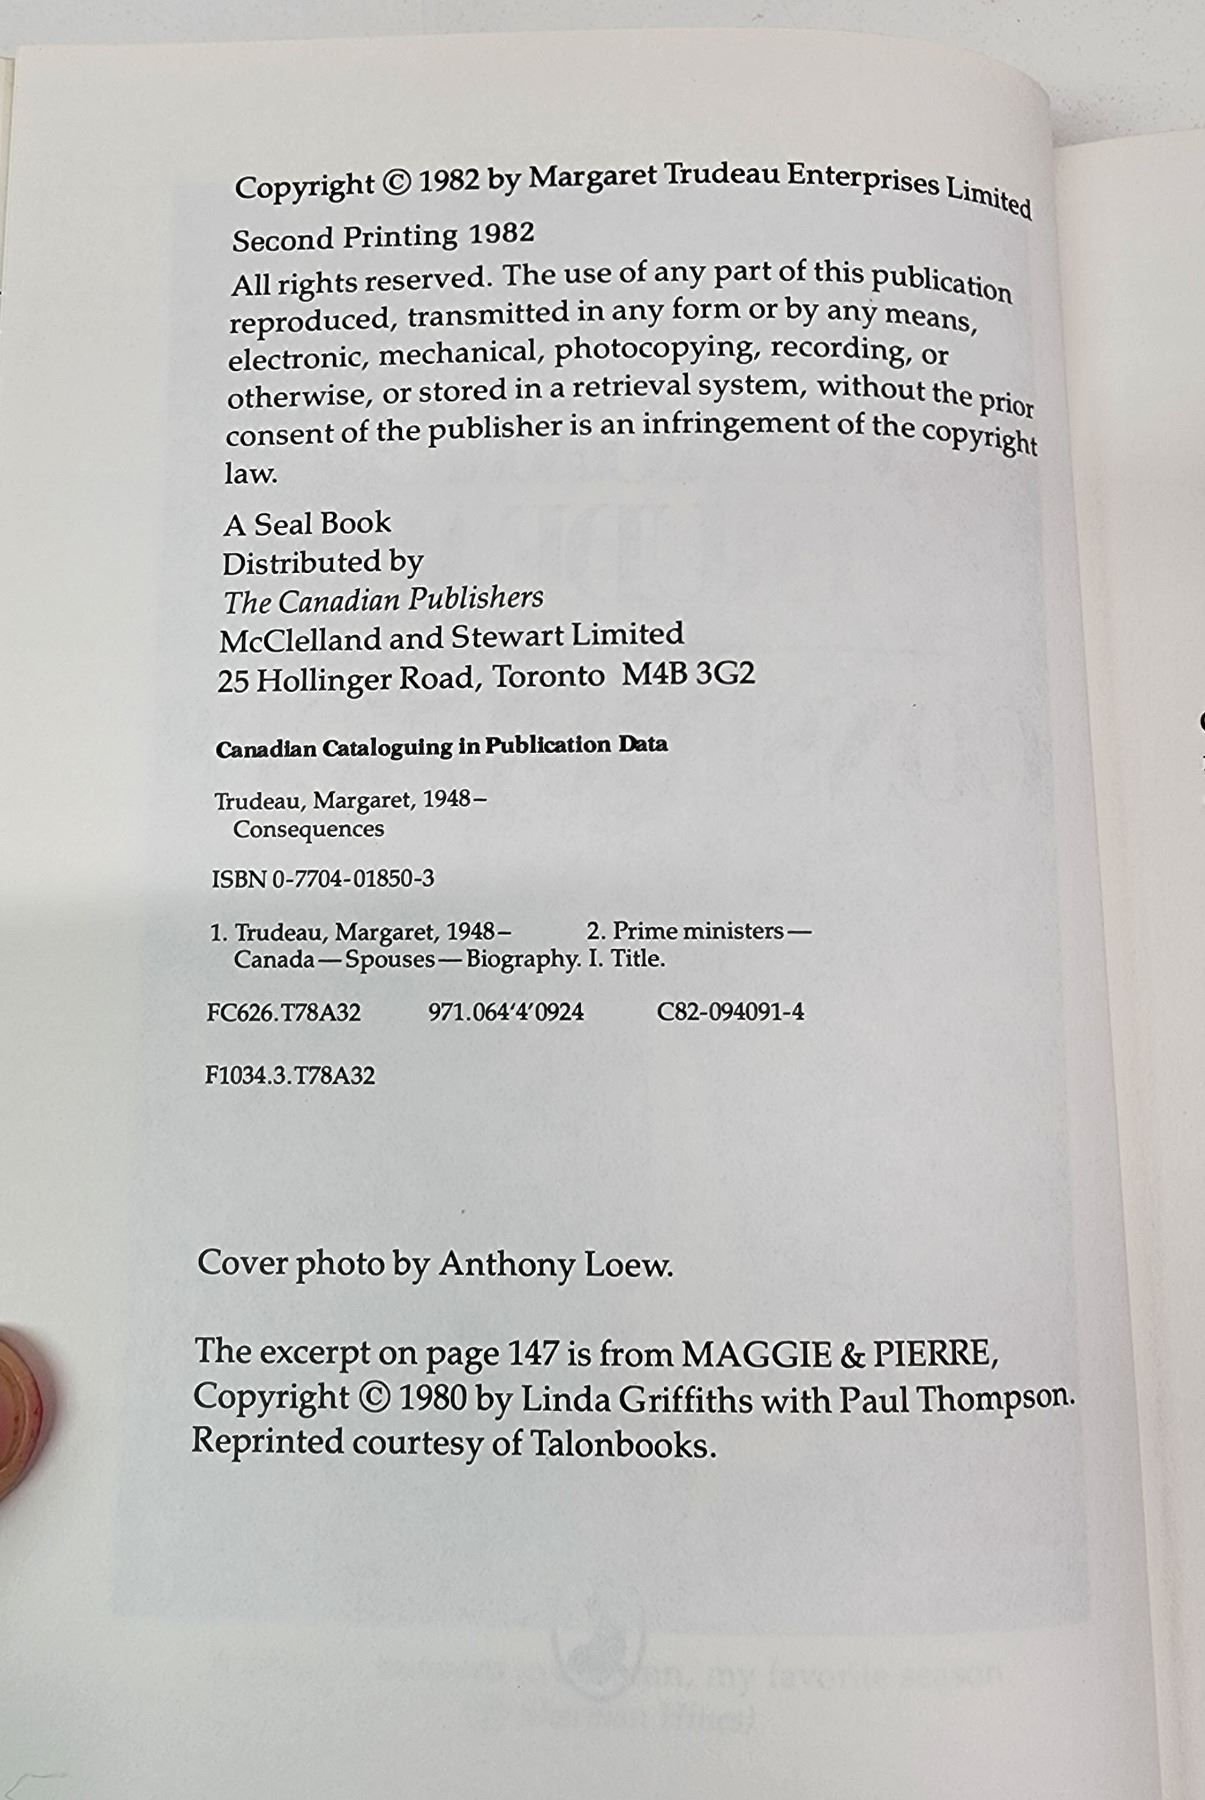 Copyright © 1982 by Margaret Trudeau Enterprises Limited
Second Printing 1982
All rights reserved. The use of any part of this publication
reproduced, transmitted in any form or by any means,
electronic, mechanical, photocopying, recording, or
otherwise, or stored in a retrieval system, without the prior
consent of the publisher is an infringement of the copyright
law.
A Seal Book
Distributed by
The Canadian Publishers
McClelland and Stewart Limited
25 Hollinger Road, Toronto M4B 3G2
Canadian Cataloguing in Publication Data
Trudeau, Margaret, 1948–
Consequences
ISBN 0-7704-01850-3
1. Trudeau, Margaret, 1948– 2. Prime ministers—
Canada—Spouses—Biography. I. Title.
FC626.T78A32 971.064'4'0924 C82-094091-4
F1034.3.T78A32
Cover photo by Anthony Loew.
The excerpt on page 147 is from MAGGIE & PIERRE,
Copyright © 1980 by Linda Griffiths with Paul Thompson.
Reprinted courtesy of Talonbooks.
my favorite season